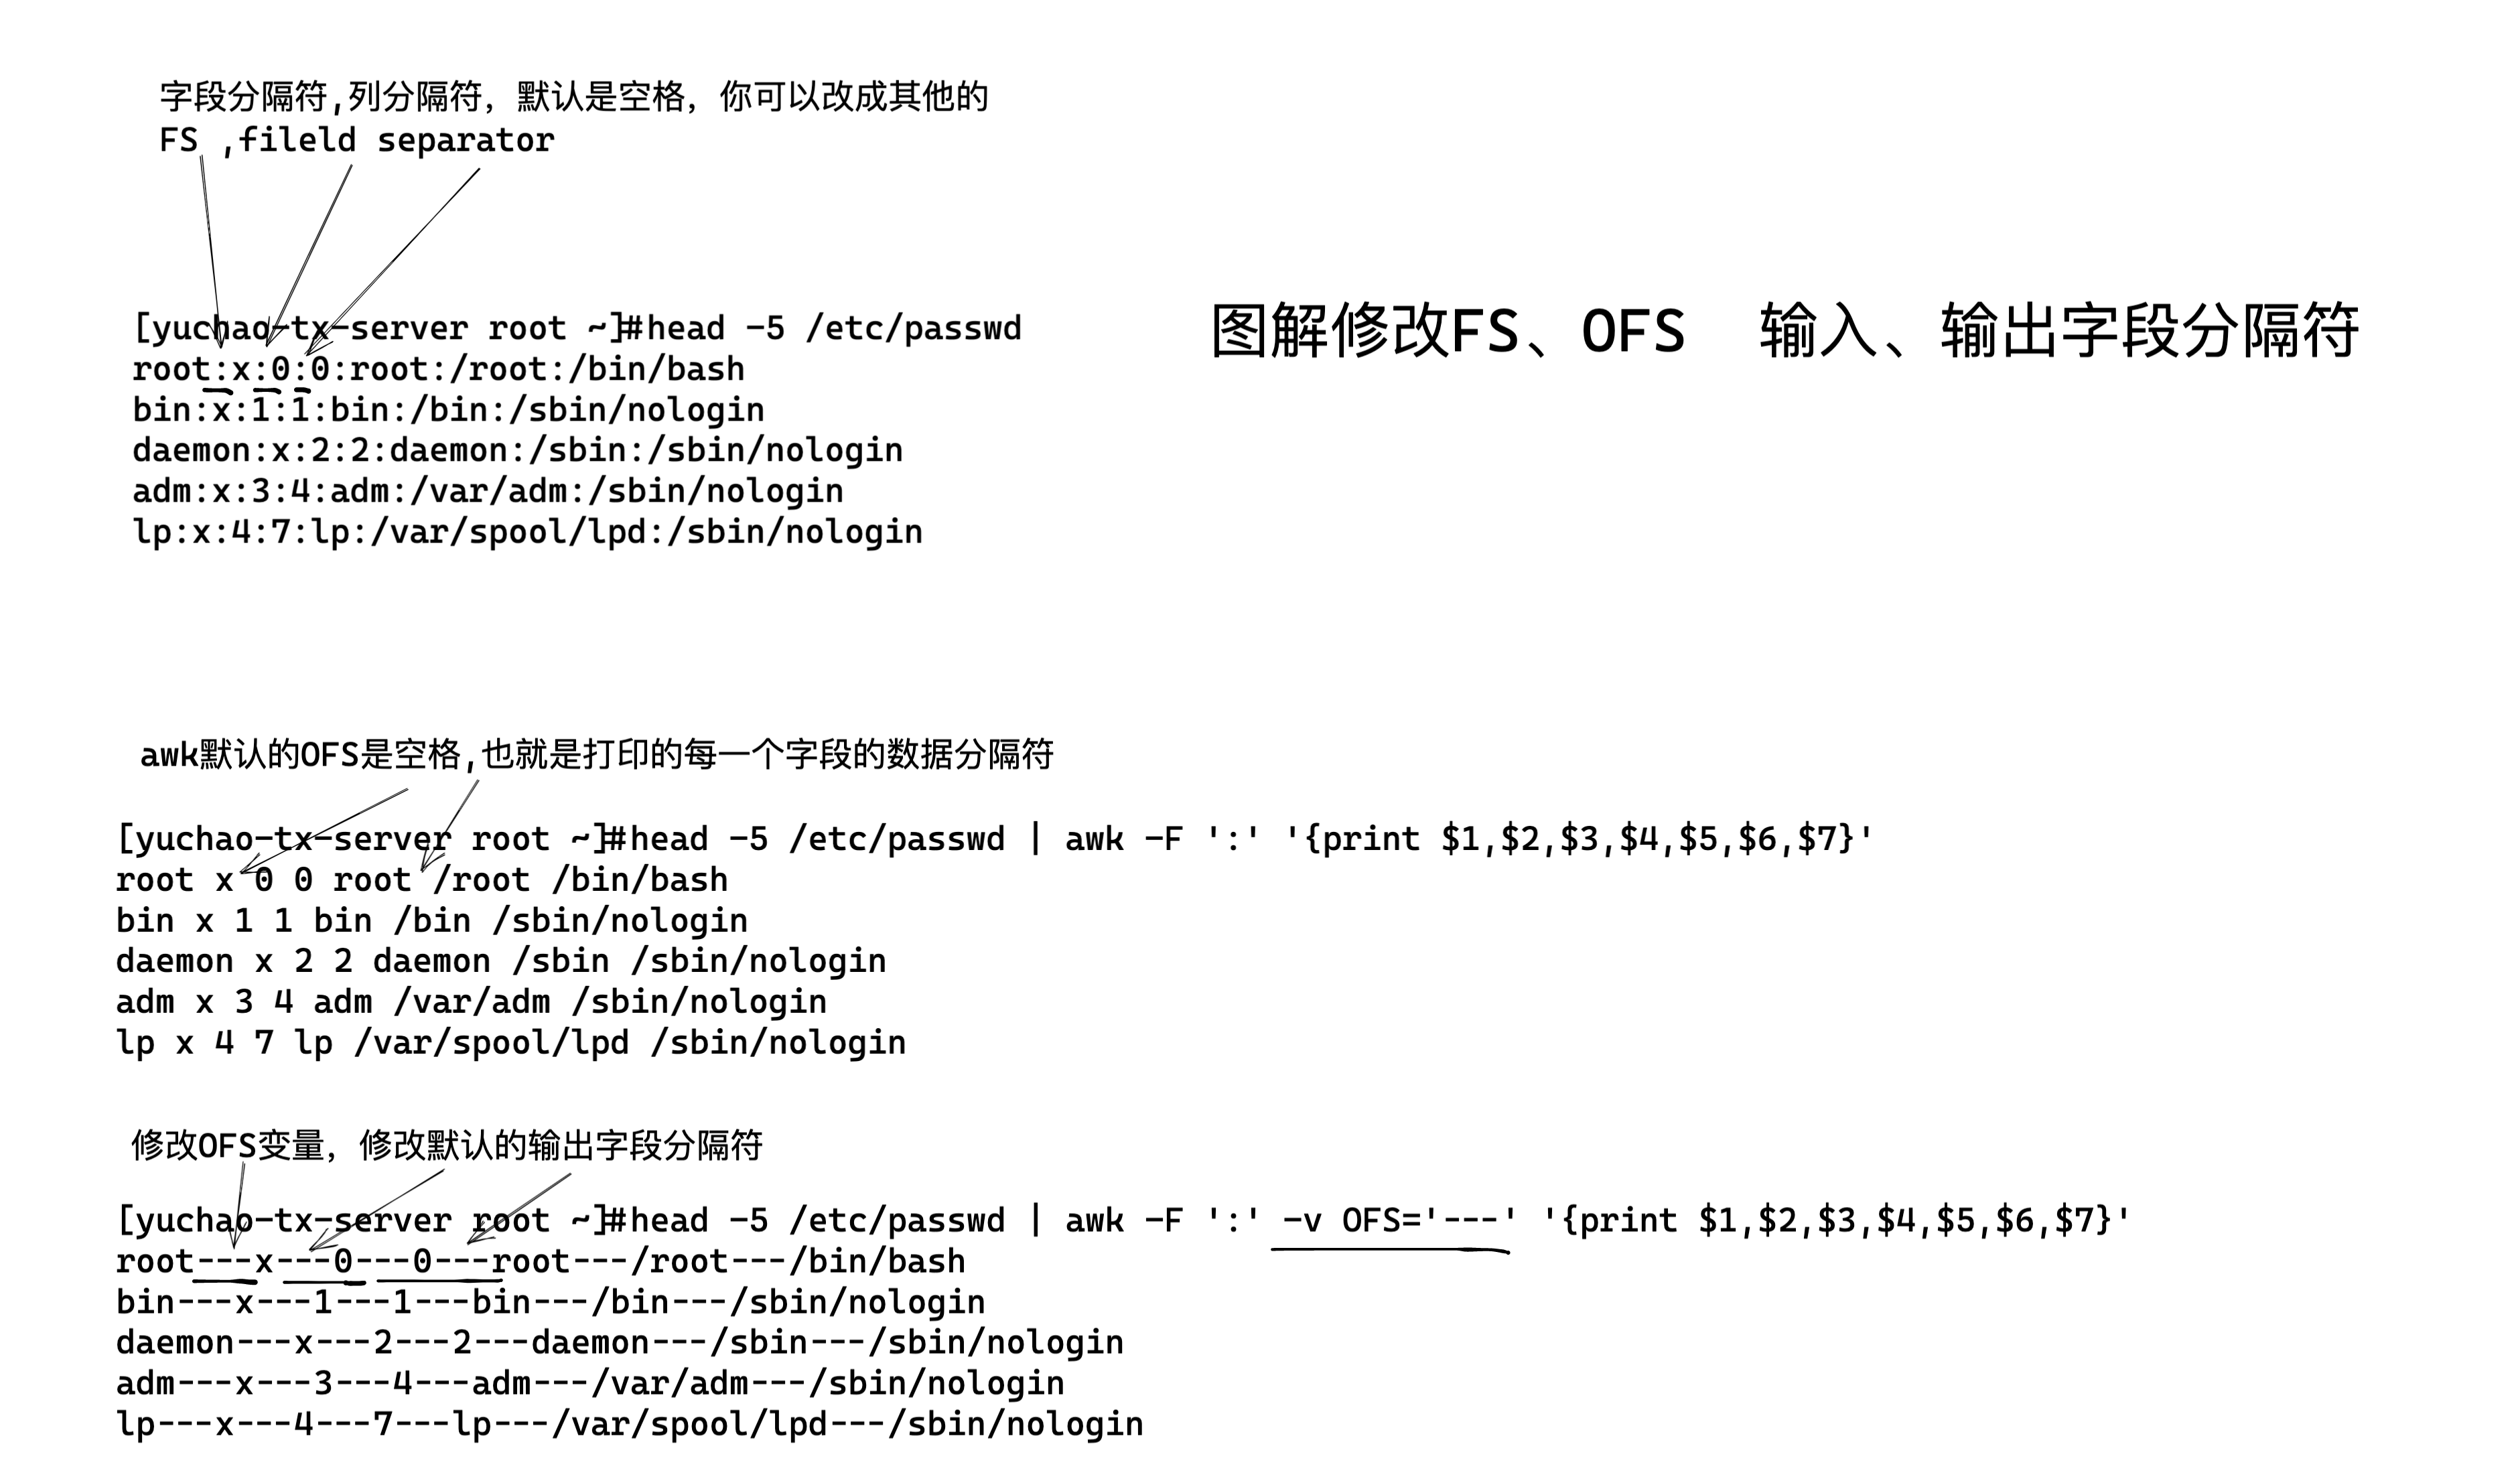 字段分隔符,列分隔符，默认是空格，你可以改成其他的
FS ,fileld separator
[yuchao-tx-server root ~]#head -5 /etc/passwd
root:x:0:0:root:/root:/bin/bash
bin:x:1:1:bin:/bin:/sbin/nologin
daemon:x:2:2:daemon:/sbin:/sbin/nologin
adm:x:3:4:adm:/var/adm:/sbin/nologin
lp:x:4:7:lp:/var/spool/lpd:/sbin/nologin
图解修改FS、OFS 输入、输出字段分隔符
awk默认的OFS是空格,也就是打印的每一个字段的数据分隔符
[yuchao-tx-server root ~]#head -5 /etc/passwd | awk -F ':' '{print $1,$2,$3,$4,$5,$6,$7}'
root x 0 0 root /root /bin/bash
bin x 1 1 bin /bin /sbin/nologin
daemon x 2 2 daemon /sbin /sbin/nologin
adm x 3 4 adm /var/adm /sbin/nologin
lp x 4 7 lp /var/spool/lpd /sbin/nologin
修改OFS变量，修改默认的输出字段分隔符
[yuchao-tx-server root ~]#head -5 /etc/passwd | awk -F ':' -v OFS='---' '{print $1,$2,$3,$4,$5,$6,$7}'
root---x---0---0---root---/root---/bin/bash
bin---x---1---1---bin---/bin---/sbin/nologin
daemon---x---2---2---daemon---/sbin---/sbin/nologin
adm---x---3---4---adm---/var/adm---/sbin/nologin
lp---x---4---7---lp---/var/spool/lpd---/sbin/nologin